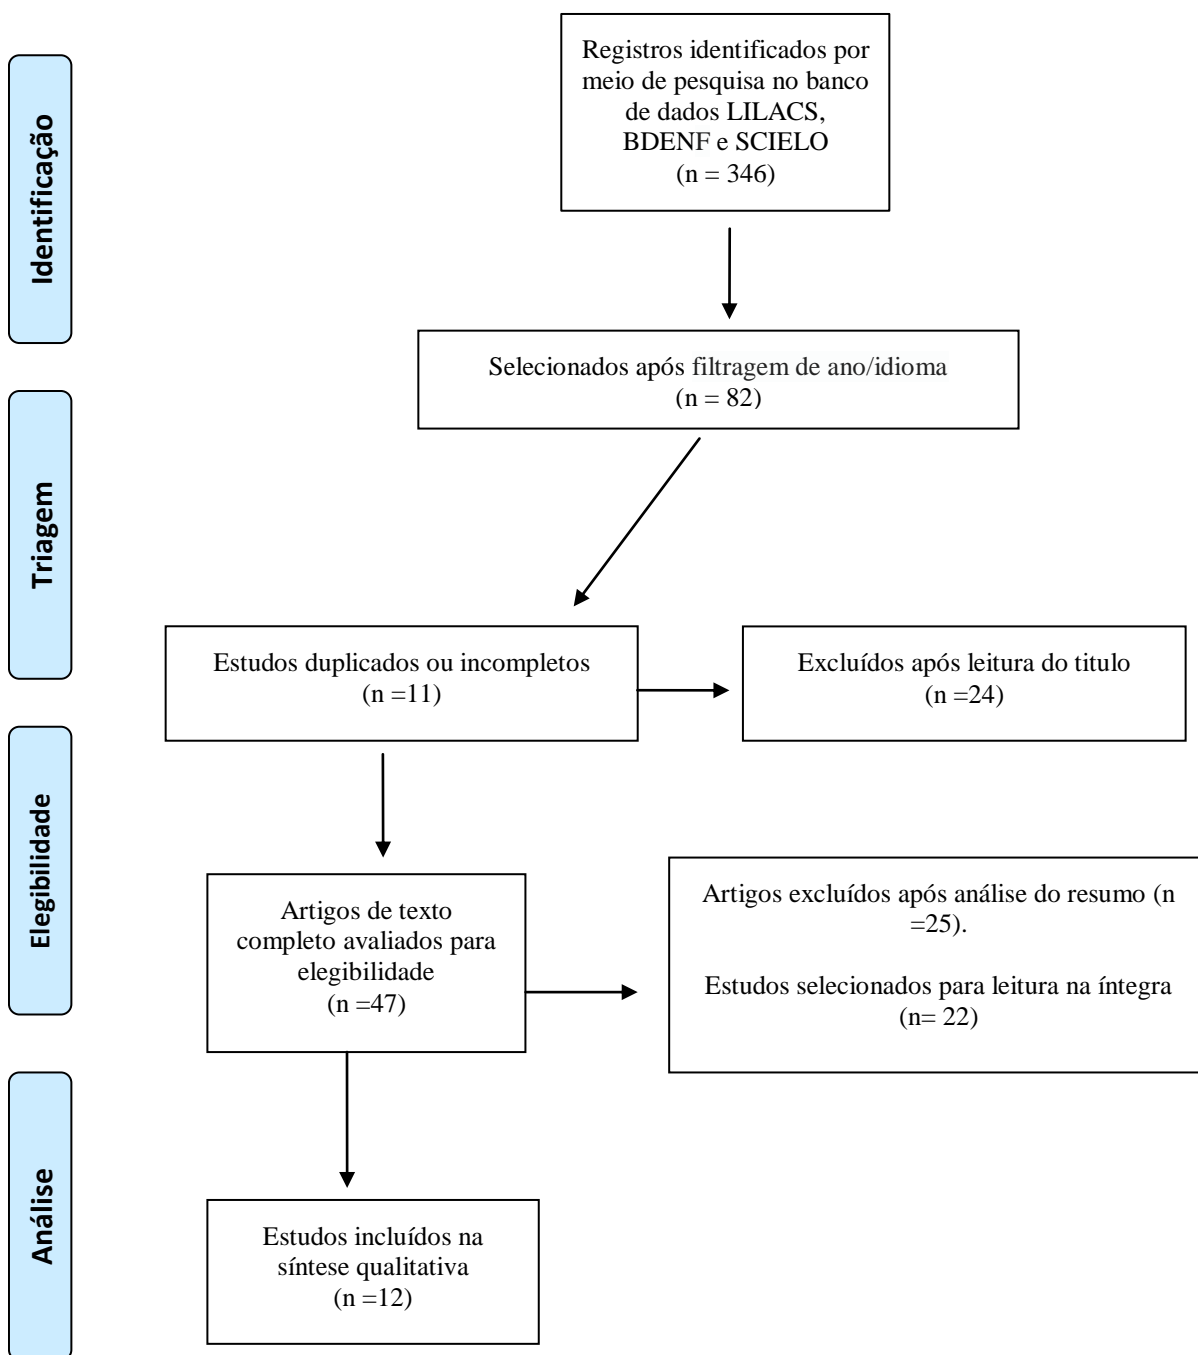 Identificação
Registros identificados por
meio de pesquisa no banco
de dados LILACS,
BDENF e SCIELO
(n = 346)
Selecionados após filtragem de ano/idioma
(n = 82)
Triagem
Estudos duplicados ou incompletos
(n =11)
Excluídos após leitura do titulo
(n =24)
Elegibilidade
Artigos de texto
completo avaliados para
elegibilidade
(n =47)
Artigos excluídos após análise do resumo (n
=25).
Estudos selecionados para leitura na íntegra
(n= 22)
Análise
Estudos incluídos na
síntese qualitativa
(n =12)